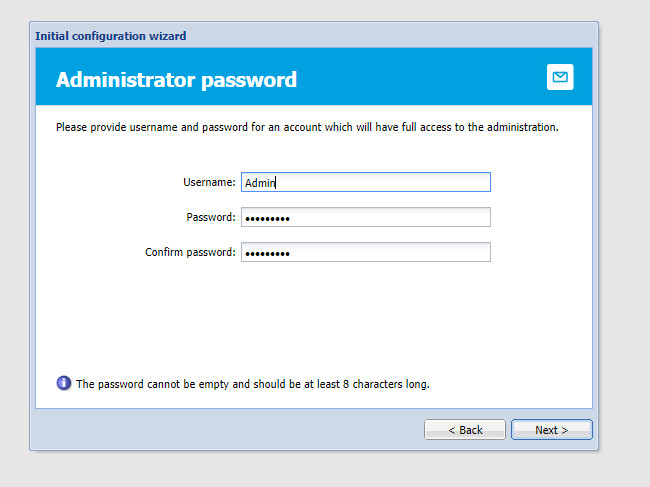 Initial configuration wizard
Administrator password
Please provide username and password for an account which will have full access to the administration.
Username: Admin
Password: •••••••••
Confirm password: •••••••••
The password cannot be empty and should be at least 8 characters long.
< Back Next >